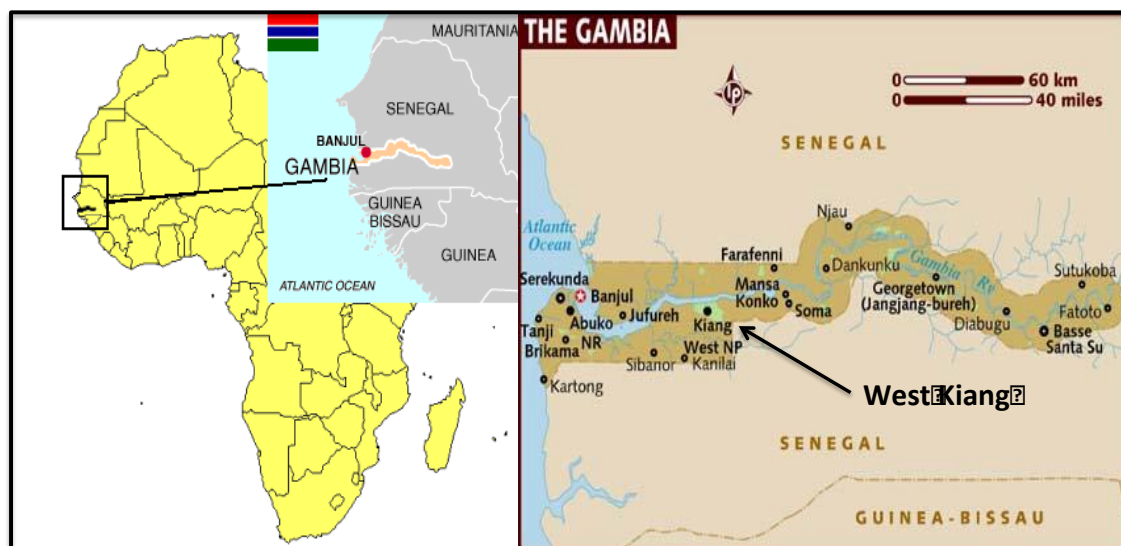 MAURITANIA
SENEGAL
BANJUL
GAMBIA
GUINEA
BISSAU
GUINEA
ATLANTIC OCEAN
THE GAMBIA
0 60 km
0 40 miles
lp
SENEGAL
Njau
Atlantic
Ocean
Farafenni
Dankunku
Gambia Rv
Sutukoba
Serekunda
Banjul
Mansa
Konko
Georgetown
(Jangjang-bureh)
Soma
Fatoto
Jufureh
Abuko
NR
Kiang
West NP
Diabugu
Basse
Santa Su
Tanji
Brikama
Sibanor
Kanilai
Kartong
West Kiang
SENEGAL
GUINEA-BISSAU